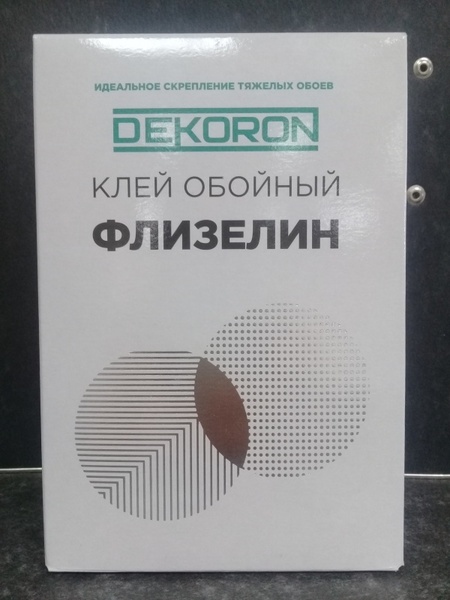 ИДЕАЛЬНОЕ СКРЕПЛЕНИЕ ТЯЖЕЛЫХ ОБОЕВ
DEKORON
КЛЕЙ ОБОЙНЫЙ
ФЛИЗЕЛИН